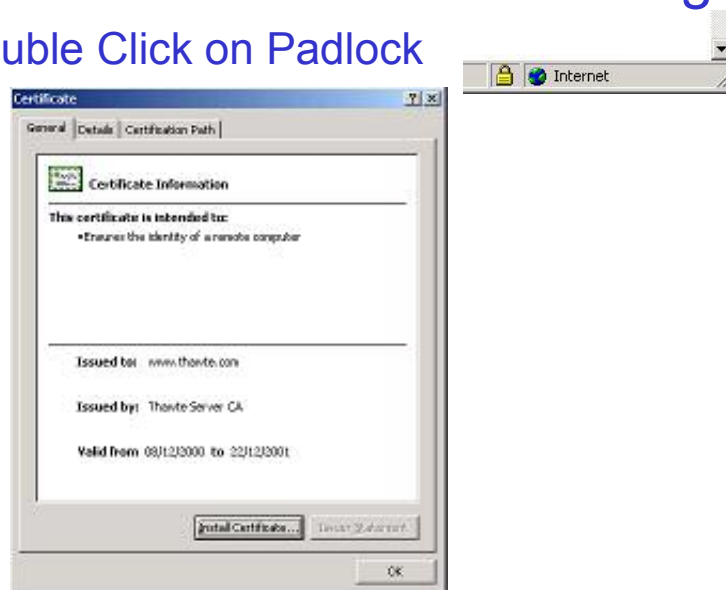 g
uble Click on Padlock
Internet
Certificate
General Details Certification Path
Certificate Information
This certificate is intended to:
•Ensures the identity of a remote computer
Issued to: www.thawte.com
Issued by: Thawte Server CA
Valid from 08/12/2000 to 22/12/2001
Install Certificate... Issuer Statement
OK